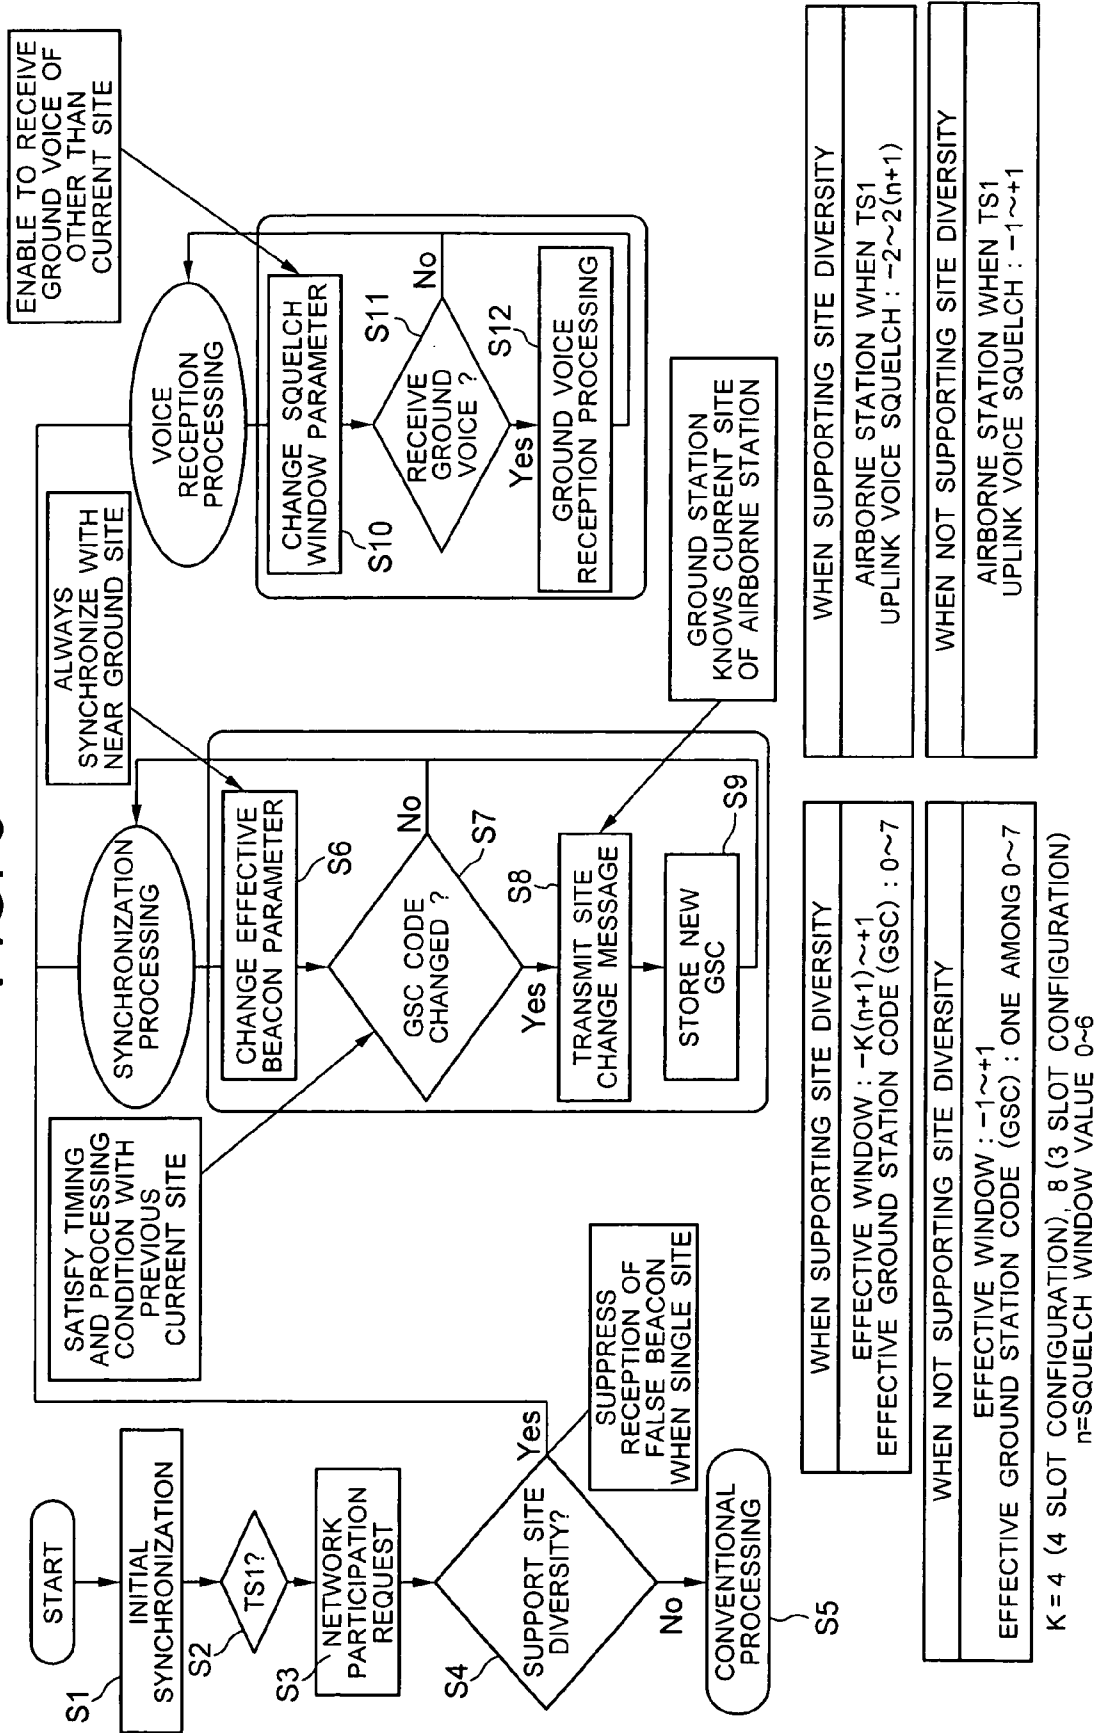 START
S1
INITIAL
SYNCHRONIZATION
S2
TS1?
S3
NETWORK
PARTICIPATION
REQUEST
S4
SUPPORT SITE
DIVERSITY?
Yes
No
CONVENTIONAL
PROCESSING
S5
SUPPRESS
RECEPTION OF
FALSE BEACON
WHEN SINGLE SITE
SATISFY TIMING
AND PROCESSING
CONDITION WITH
PREVIOUS
CURRENT SITE
SYNCHRONIZATION
PROCESSING
ALWAYS
SYNCHRONIZE WITH
NEAR GROUND SITE
CHANGE EFFECTIVE
BEACON PARAMETER
S6
GSC CODE
CHANGED ?
S7
No
Yes
S8
TRANSMIT SITE
CHANGE MESSAGE
STORE NEW
GSC
S9
GROUND STATION
KNOWS CURRENT SITE
OF AIRBORNE STATION
VOICE
RECEPTION
PROCESSING
ENABLE TO RECEIVE
GROUND VOICE OF
OTHER THAN
CURRENT SITE
CHANGE SQUELCH
WINDOW PARAMETER
S10
RECEIVE
GROUND
VOICE ?
S11
No
Yes
S12
GROUND VOICE
RECEPTION PROCESSING
WHEN SUPPORTING SITE DIVERSITY
EFFECTIVE WINDOW : −K(n+1)~+1
EFFECTIVE GROUND STATION CODE (GSC) : 0~7
WHEN NOT SUPPORTING SITE DIVERSITY
EFFECTIVE WINDOW : −1~+1
EFFECTIVE GROUND STATION CODE (GSC) : ONE AMONG 0~7
K = 4 (4 SLOT CONFIGURATION), 8 (3 SLOT CONFIGURATION)
n=SQUELCH WINDOW VALUE 0~6
WHEN SUPPORTING SITE DIVERSITY
AIRBORNE STATION WHEN TS1
UPLINK VOICE SQUELCH : −2~2(n+1)
WHEN NOT SUPPORTING SITE DIVERSITY
AIRBORNE STATION WHEN TS1
UPLINK VOICE SQUELCH : −1~+1